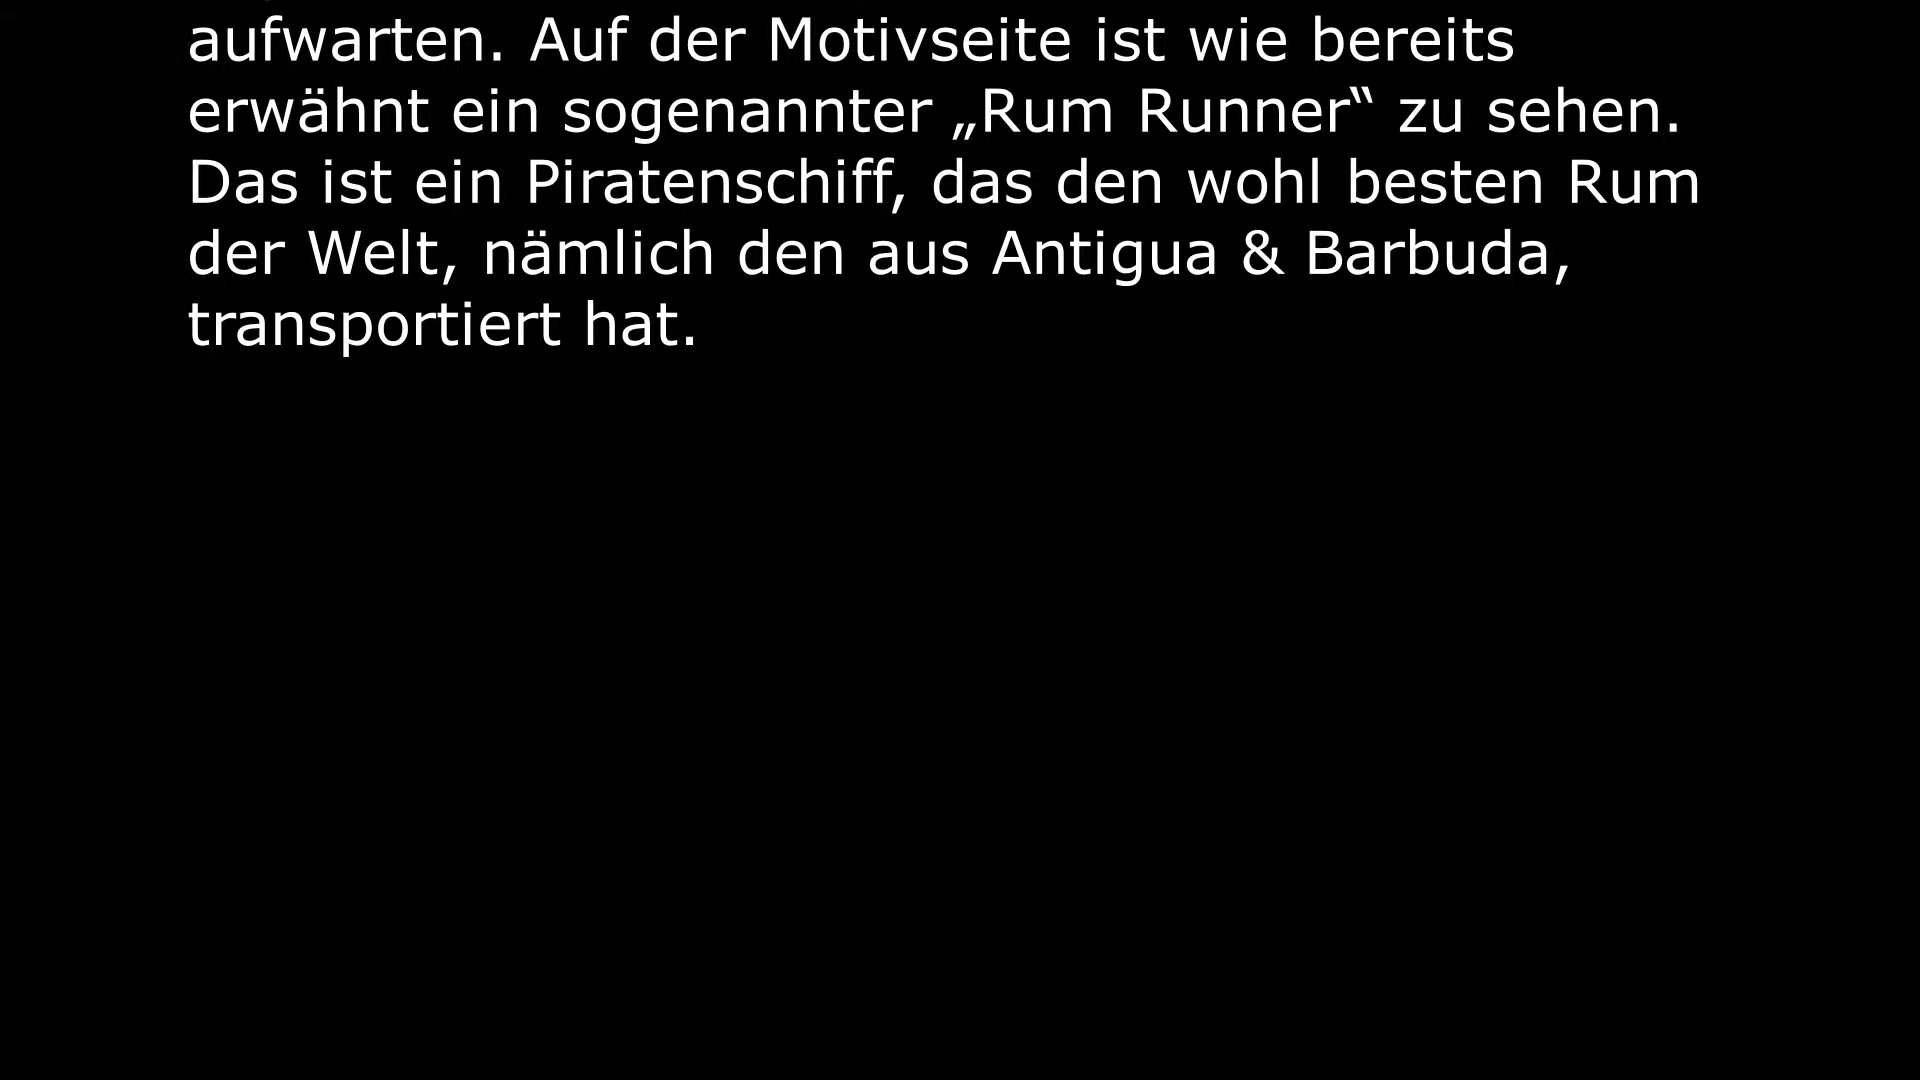 aufwarten. Auf der Motivseite ist wie bereits
erwähnt ein sogenannter „Rum Runner“ zu sehen.
Das ist ein Piratenschiff, das den wohl besten Rum
der Welt, nämlich den aus Antigua & Barbuda,
transportiert hat.